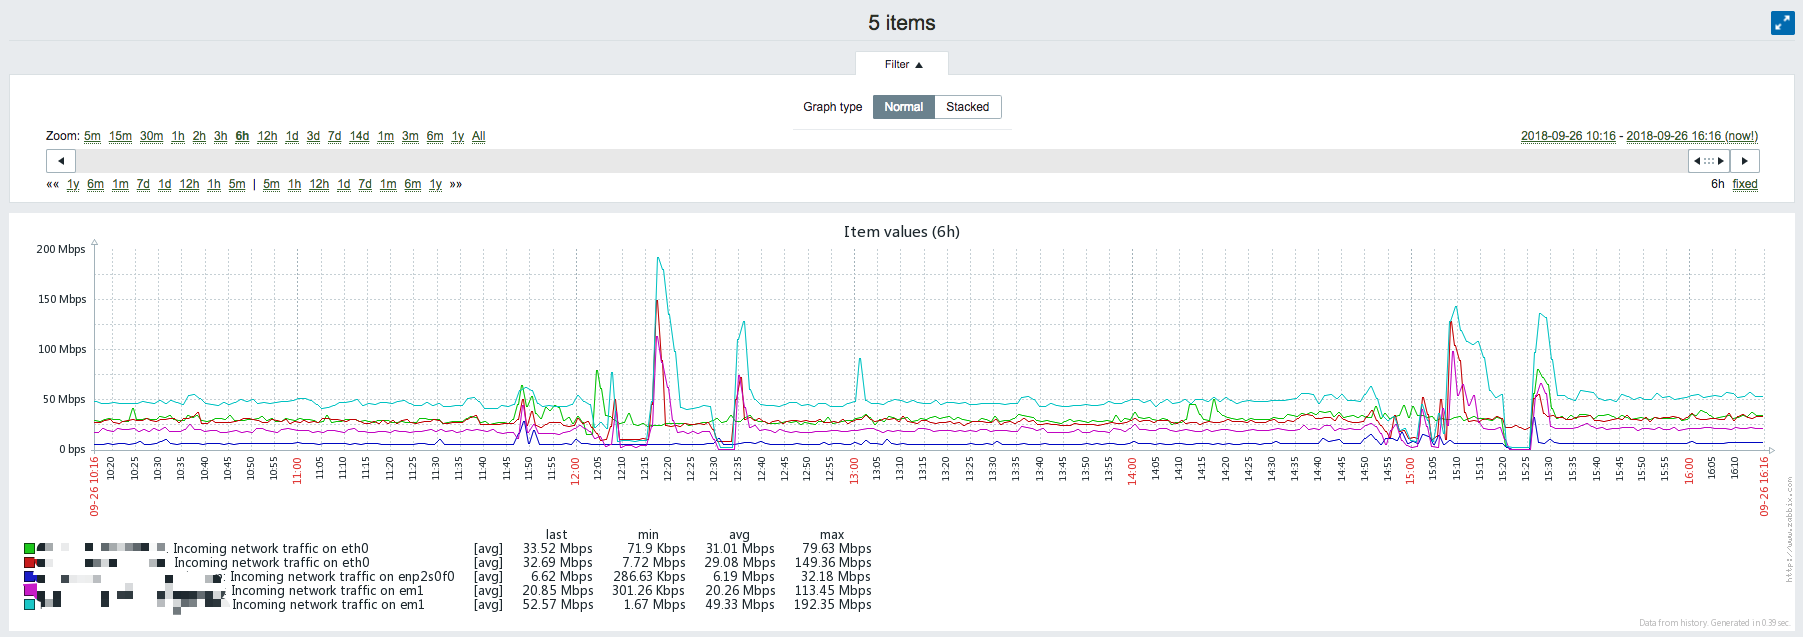 5 items
Filter ▲
Graph type Normal Stacked
Zoom: 5m 15m 30m 1h 2h 3h 6h 12h 1d 3d 7d 14d 1m 3m 6m 1y All
2018-09-26 10:16 - 2018-09-26 16:16 (now!)
«« 1y 6m 1m 7d 1d 12h 1h 5m | 5m 1h 12h 1d 7d 1m 6m 1y »»
6h fixed
Item values (6h)
200 Mbps
150 Mbps
100 Mbps
50 Mbps
0 bps
09-26 10:16 10:20 10:25 10:30 10:35 10:40 10:45 10:50 10:55 11:00 11:05 11:10 11:15 11:20 11:25 11:30 11:35 11:40 11:45 11:50 11:55 12:00 12:05 12:10 12:15 12:20 12:25 12:30 12:35 12:40 12:45 12:50 12:55 13:00 13:05 13:10 13:15 13:20 13:25 13:30 13:35 13:40 13:45 13:50 13:55 14:00 14:05 14:10 14:15 14:20 14:25 14:30 14:35 14:40 14:45 14:50 14:55 15:00 15:05 15:10 15:15 15:20 15:25 15:30 15:35 15:40 15:45 15:50 15:55 16:00 16:05 16:10 09-26 16:16
http://www.zabbix.com
last min avg max
Incoming network traffic on eth0 [avg] 33.52 Mbps 71.9 Kbps 31.01 Mbps 79.63 Mbps
Incoming network traffic on eth0 [avg] 32.69 Mbps 7.72 Mbps 29.08 Mbps 149.36 Mbps
: Incoming network traffic on enp2s0f0 [avg] 6.62 Mbps 286.63 Kbps 6.19 Mbps 32.18 Mbps
Incoming network traffic on em1 [avg] 20.85 Mbps 301.26 Kbps 20.26 Mbps 113.45 Mbps
Incoming network traffic on em1 [avg] 52.57 Mbps 1.67 Mbps 49.33 Mbps 192.35 Mbps
Data from history. Generated in 0.39 sec.